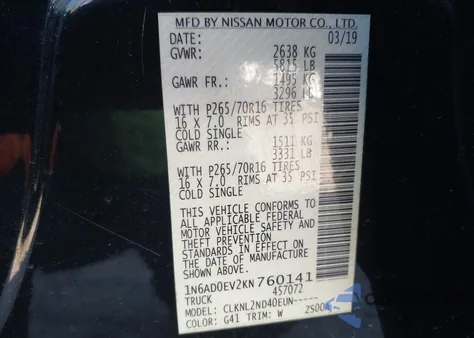 MFD BY NISSAN MOTOR CO., LTD.
DATE: 03/19
GVWR: 2638 KG
5815 LB
GAWR FR.: 1495 KG
3296 LB
WITH P265/70R16 TIRES
16 X 7.0 RIMS AT 35 PSI
COLD SINGLE
GAWR RR.: 1511 KG
3331 LB
WITH P265/70R16 TIRES
16 X 7.0 RIMS AT 35 PSI
COLD SINGLE
THIS VEHICLE CONFORMS TO
ALL APPLICABLE FEDERAL
MOTOR VEHICLE SAFETY AND
THEFT PREVENTION
STANDARDS IN EFFECT ON
THE DATE OF MANUFACTURE
SHOWN ABOVE.
1N6AD0EV2KN760141
TRUCK 457072
MODEL: CLKNL2ND40EUN-----
COLOR: G41 TRIM: W